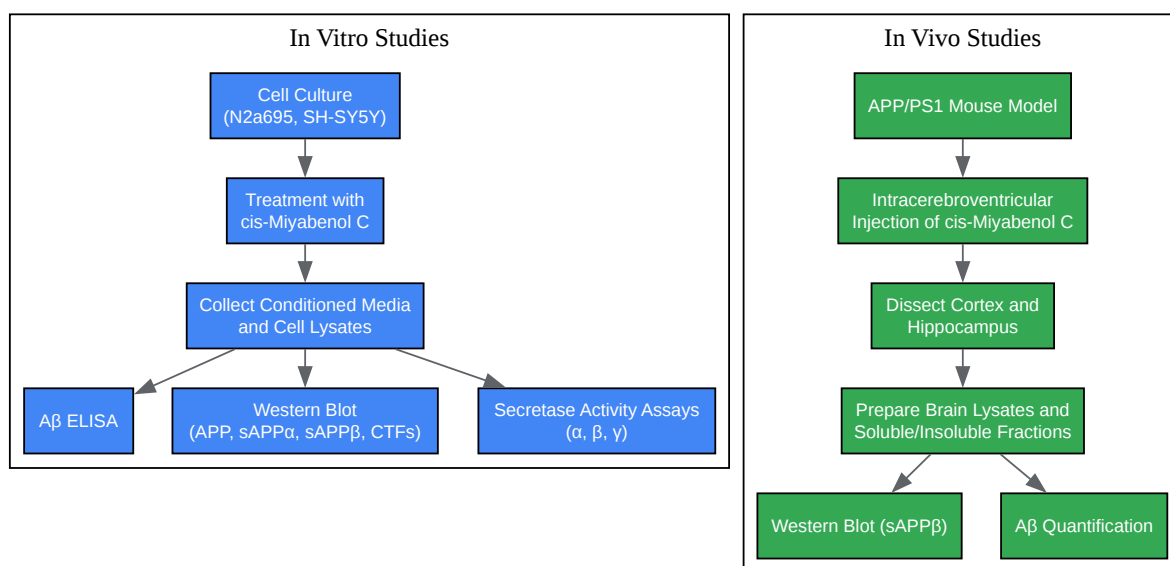 In Vitro Studies
Cell Culture
(N2a695, SH-SY5Y)
Treatment with
cis-Miyabenol C
Collect Conditioned Media
and Cell Lysates
Aβ ELISA
Western Blot
(APP, sAPPα, sAPPβ, CTFs)
Secretase Activity Assays
(α, β, γ)
In Vivo Studies
APP/PS1 Mouse Model
Intracerebroventricular
Injection of cis-Miyabenol C
Dissect Cortex and
Hippocampus
Prepare Brain Lysates and
Soluble/Insoluble Fractions
Western Blot (sAPPβ)
Aβ Quantification